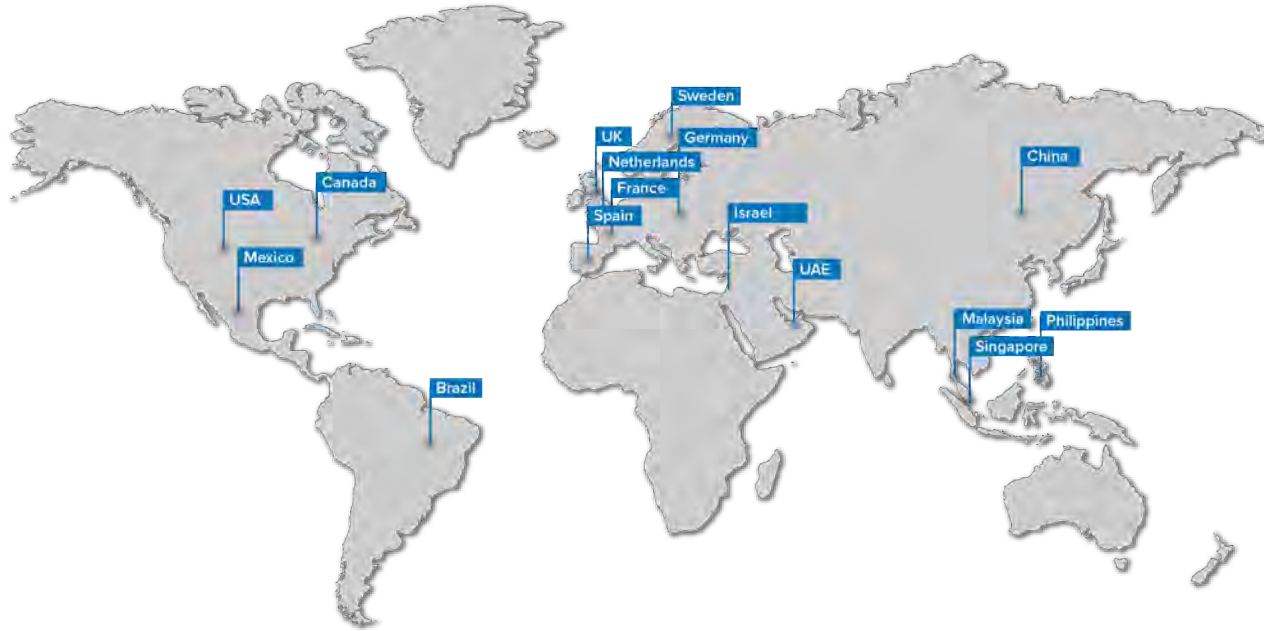 Sweden
UK
Germany
Netherlands
China
Canada
France
USA
Spain
Israel
Mexico
UAE
Malaysia
Philippines
Singapore
Brazil